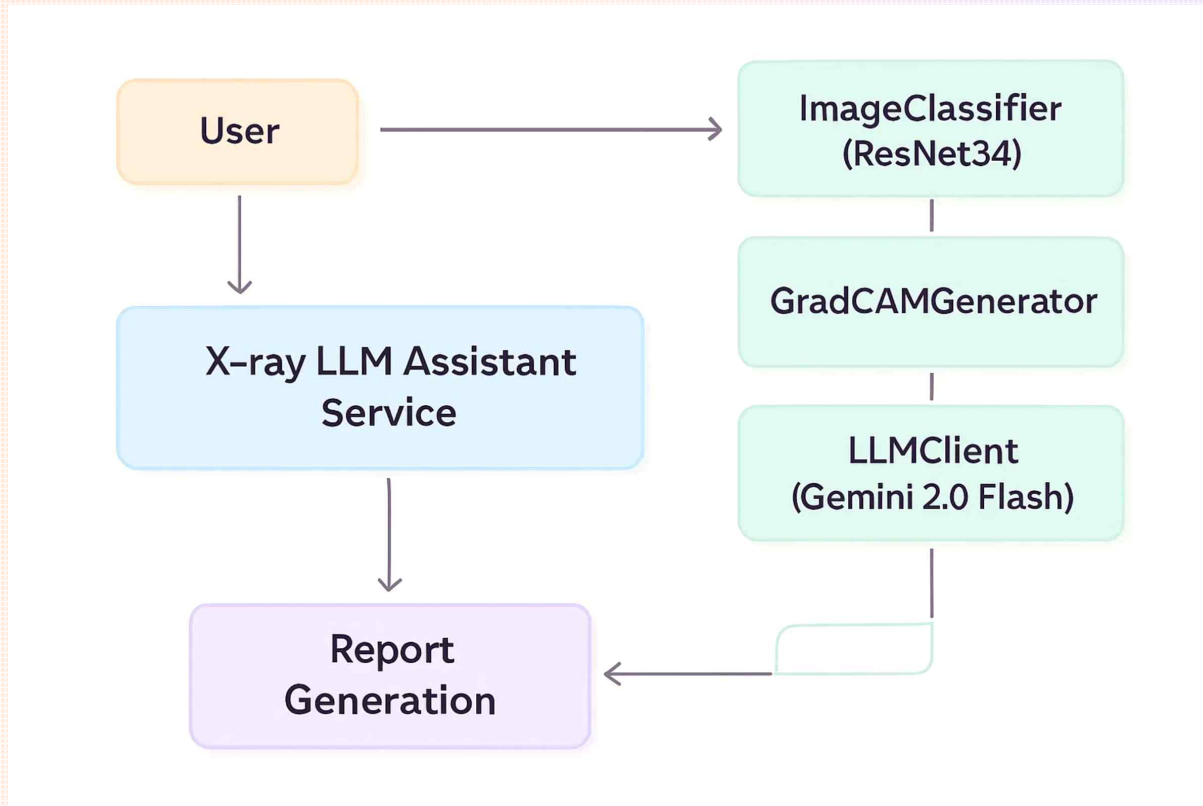 User
ImageClassifier
(ResNet34)
GradCAMGenerator
X-ray LLM Assistant
Service
LLMClient
(Gemini 2.0 Flash)
Report
Generation